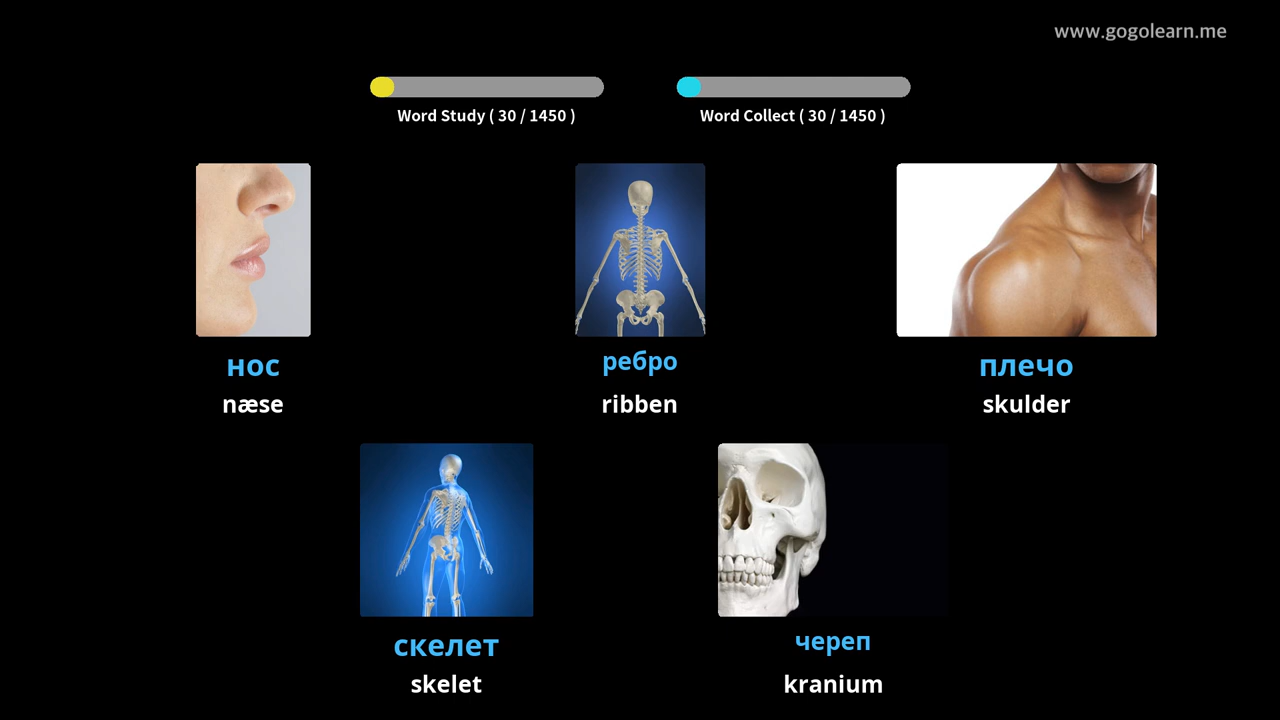 www.gogolearn.me
Word Study ( 30 / 1450 )
Word Collect ( 30 / 1450 )
нос
næse
ребро
ribben
плечо
skulder
скелет
skelet
череп
kranium